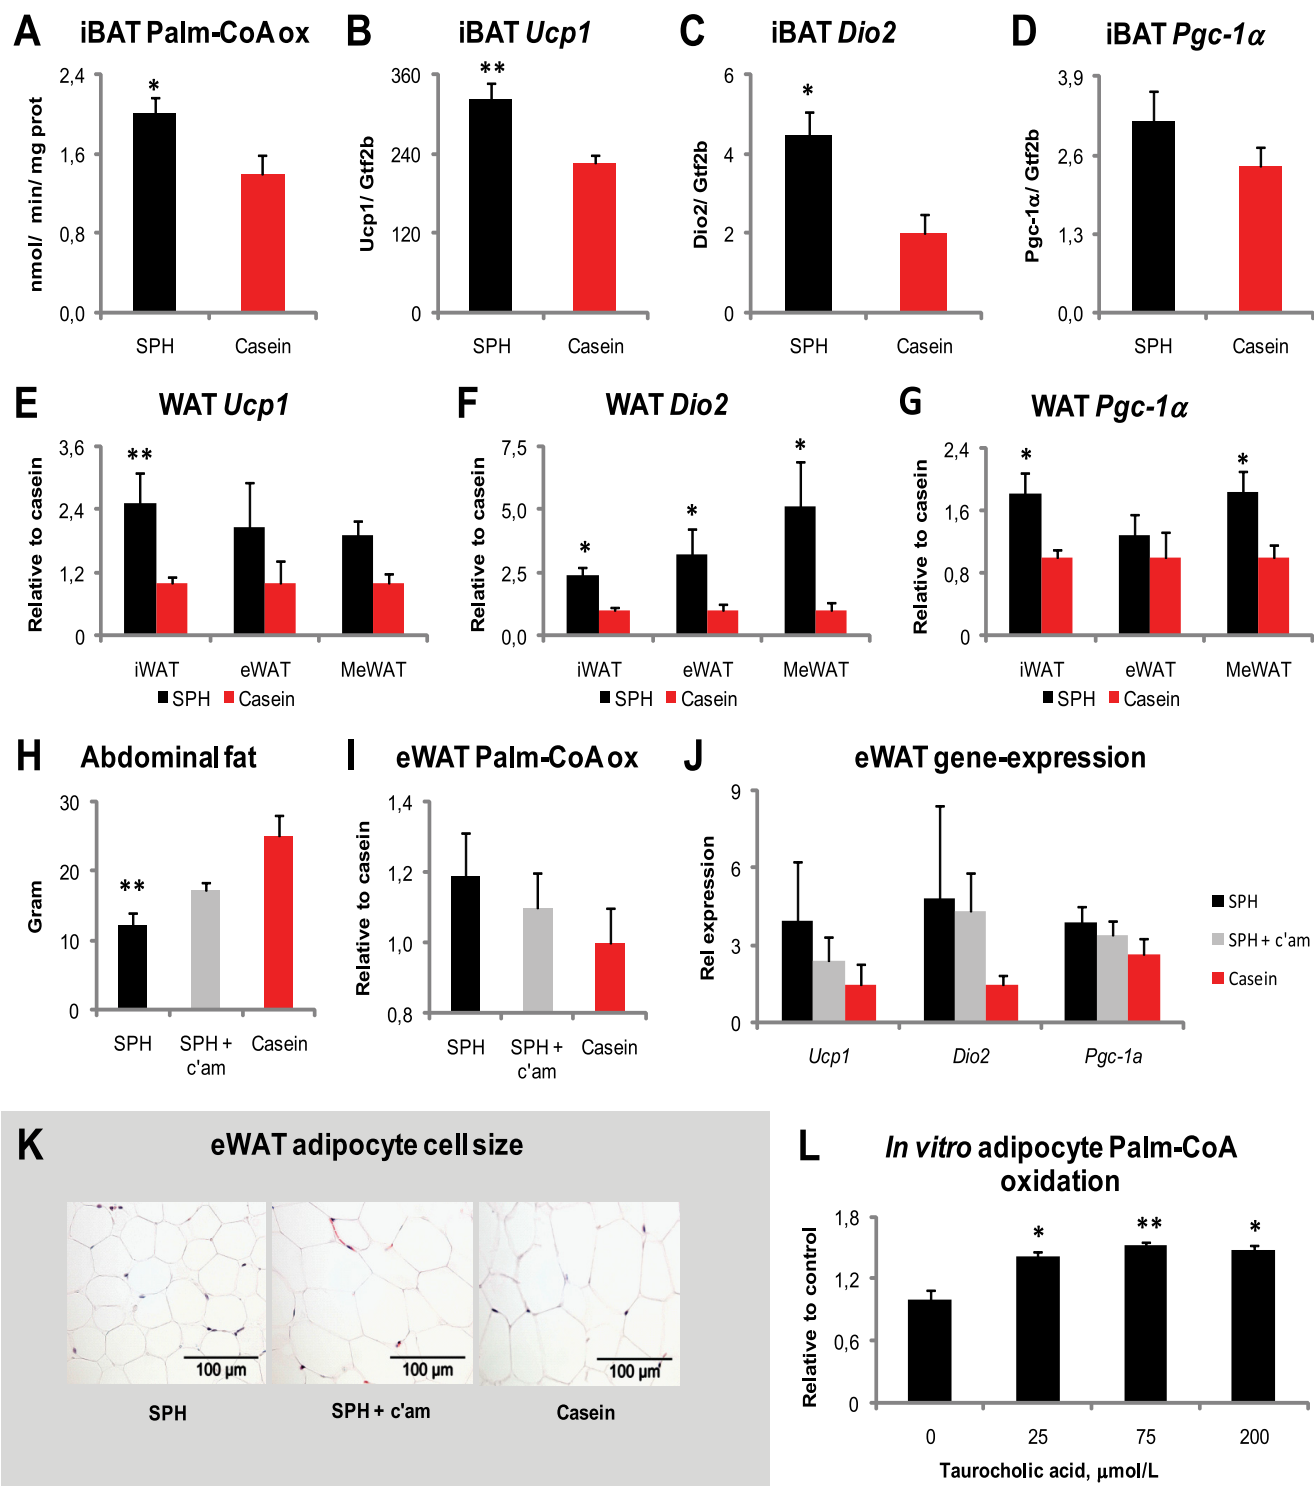 A iBAT Palm-CoA ox
nmol/ min/ mg prot
2,4
1,6
0,8
0,0
*
SPH Casein
B iBAT Ucp1
Ucp1/ Gtf2b
360
240
120
0
**
SPH Casein
C iBAT Dio2
Dio2/ Gtf2b
6
4
2
0
*
SPH Casein
D iBAT Pgc-1α
Pgc-1α/ Gtf2b
3,9
2,6
1,3
0,0
SPH Casein
E WAT Ucp1
Relative to casein
3,6
2,4
1,2
0
**
iWAT eWAT MeWAT
SPH Casein
F WAT Dio2
Relative to casein
7,5
5,0
2,5
0,0
* * *
iWAT eWAT MeWAT
SPH Casein
G WAT Pgc-1α
Relative to casein
2,4
1,6
0,8
0
* *
iWAT eWAT MeWAT
SPH Casein
H Abdominal fat
Gram
30
20
10
0
**
SPH SPH + Casein
c'am
I eWAT Palm-CoA ox
Relative to casein
1,4
1,2
1,0
0,8
SPH SPH + Casein
c'am
J eWAT gene-expression
Rel expression
9
6
3
0
Ucp1 Dio2 Pgc-1a
SPH
SPH + c'am
Casein
K eWAT adipocyte cell size
100 µm 100 µm 100 µm
SPH SPH + c'am Casein
L In vitro adipocyte Palm-CoA
oxidation
Relative to control
1,8
1,2
0,6
0
* ** *
0 25 75 200
Taurocholic acid, µmol/L